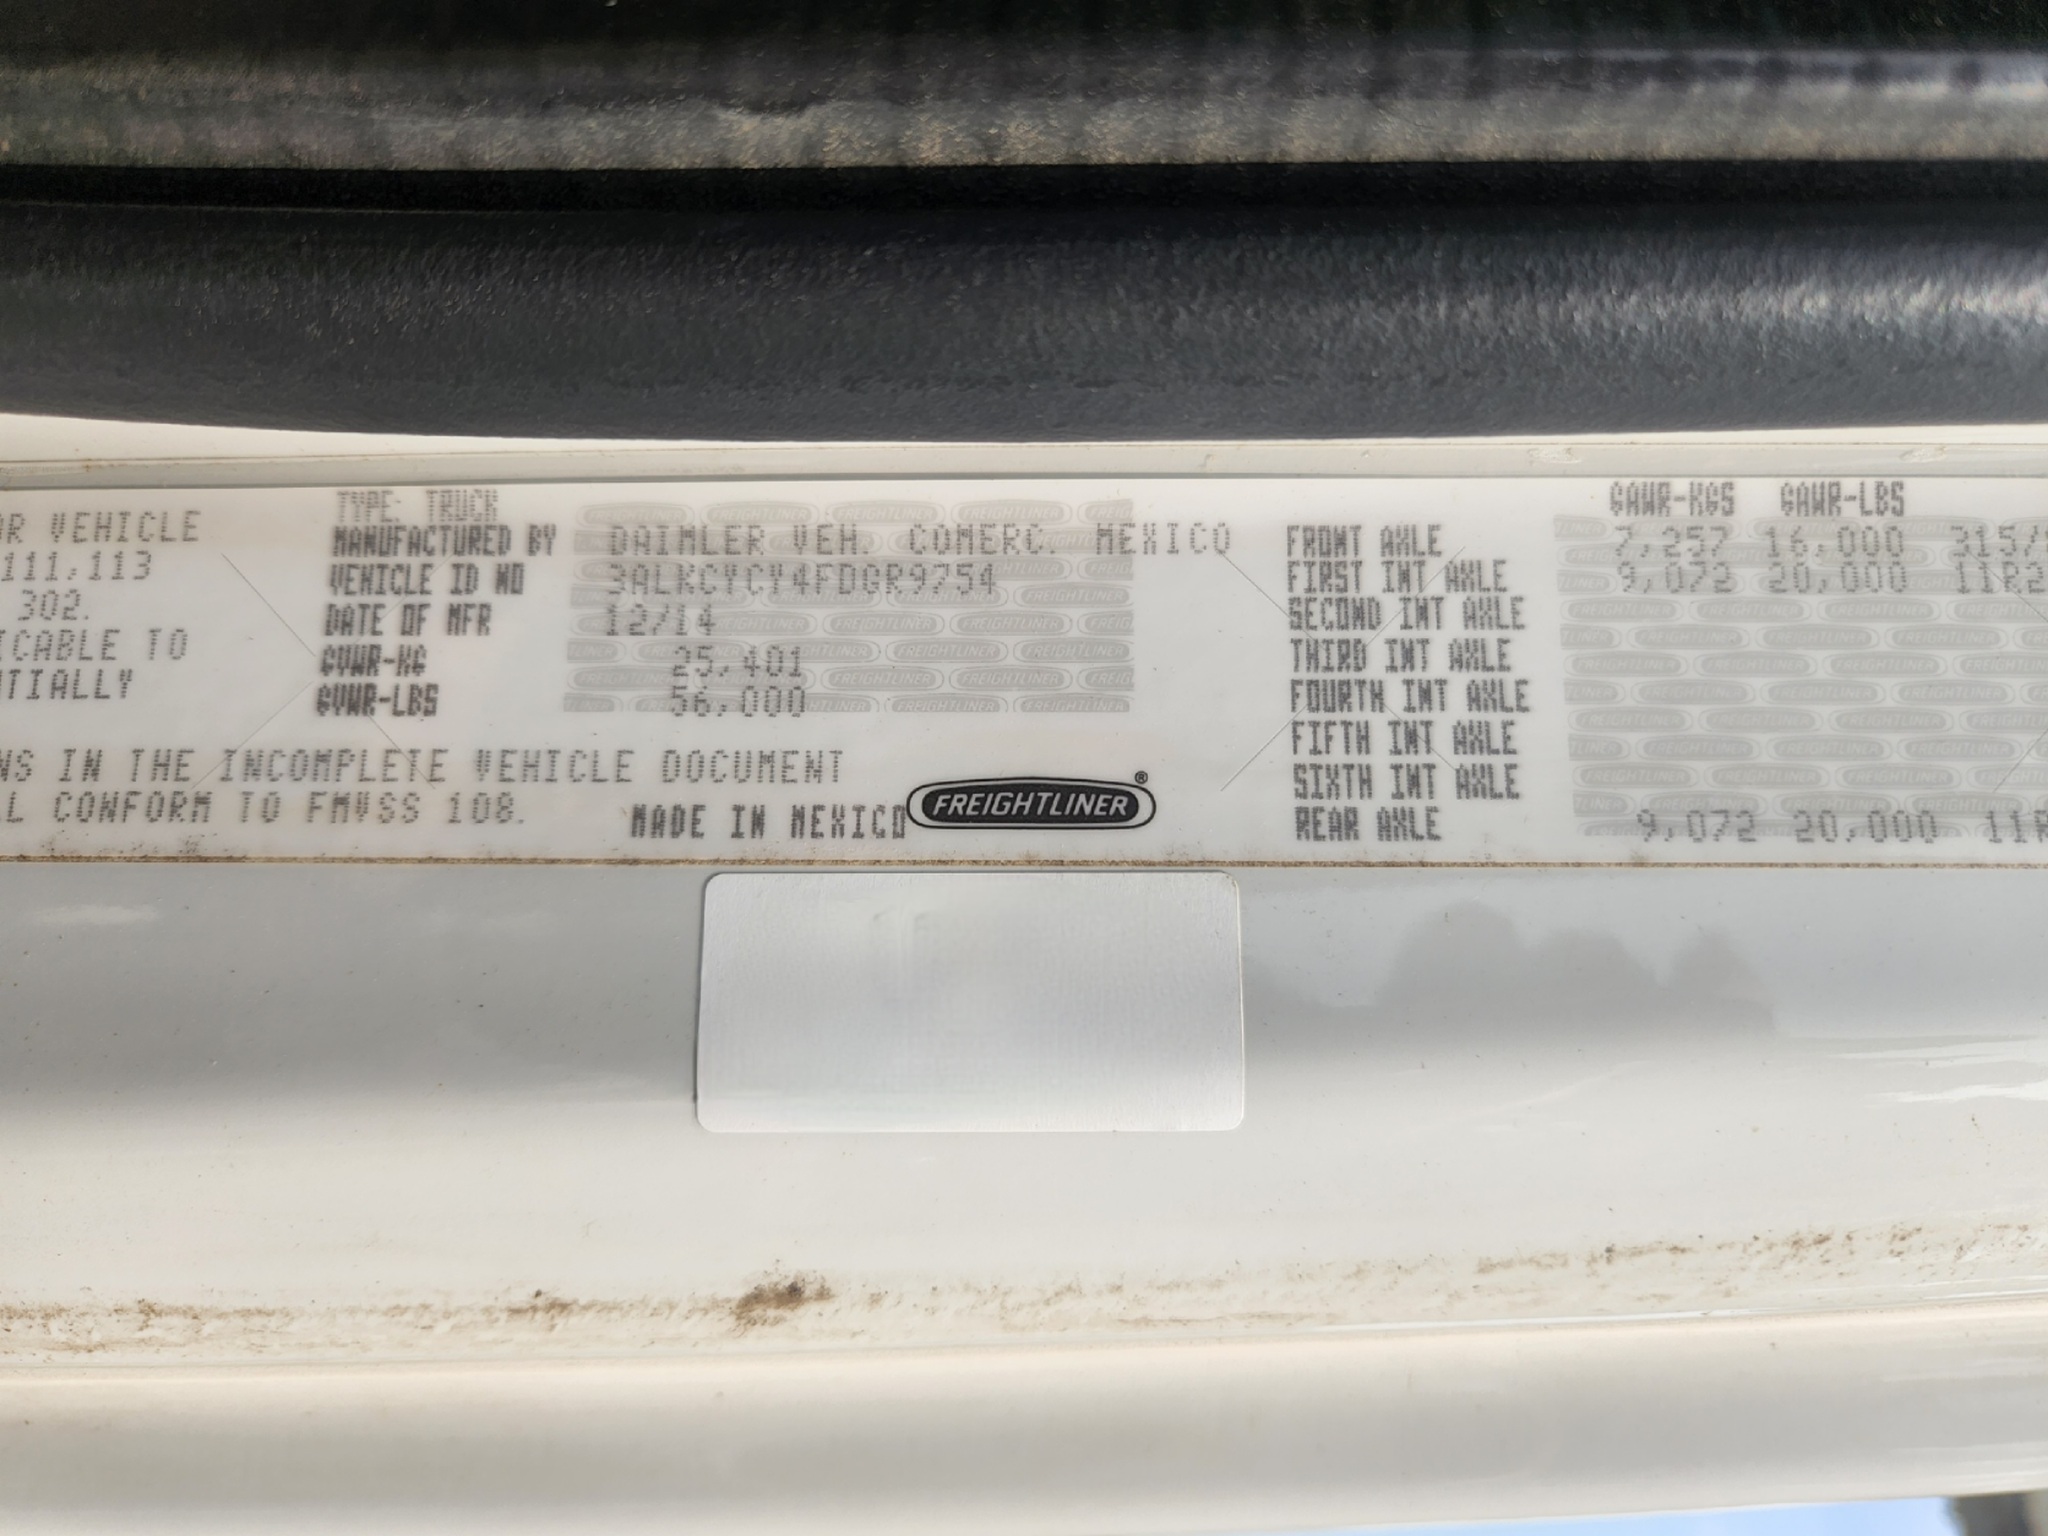 OR VEHICLE
111,113
302.
ICABLE TO
TIALLY
NS IN THE INCOMPLETE VEHICLE DOCUMENT
L CONFORM TO FMVSS 108.
TYPE: TRUCK
MANUFACTURED BY DAIMLER VEH. COMERC. MEXICO
VEHICLE ID NO 3ALKCYCY4FDGR9754
DATE OF MFR 12/14
GVWR-KG 25,401
GVWR-LBS 56,000
MADE IN MEXICO FREIGHTLINER®
GAWR-KGS GAWR-LBS
FRONT AXLE 7,257 16,000 315/
FIRST INT AXLE 9,072 20,000 11R2
SECOND INT AXLE
THIRD INT AXLE
FOURTH INT AXLE
FIFTH INT AXLE
SIXTH INT AXLE
REAR AXLE 9,072 20,000 11R